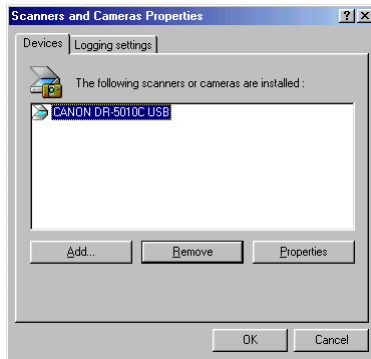 Scanners and Cameras Properties
Devices Logging settings
The following scanners or cameras are installed :
CANON DR-5010C USB
Add... Remove Properties
OK Cancel